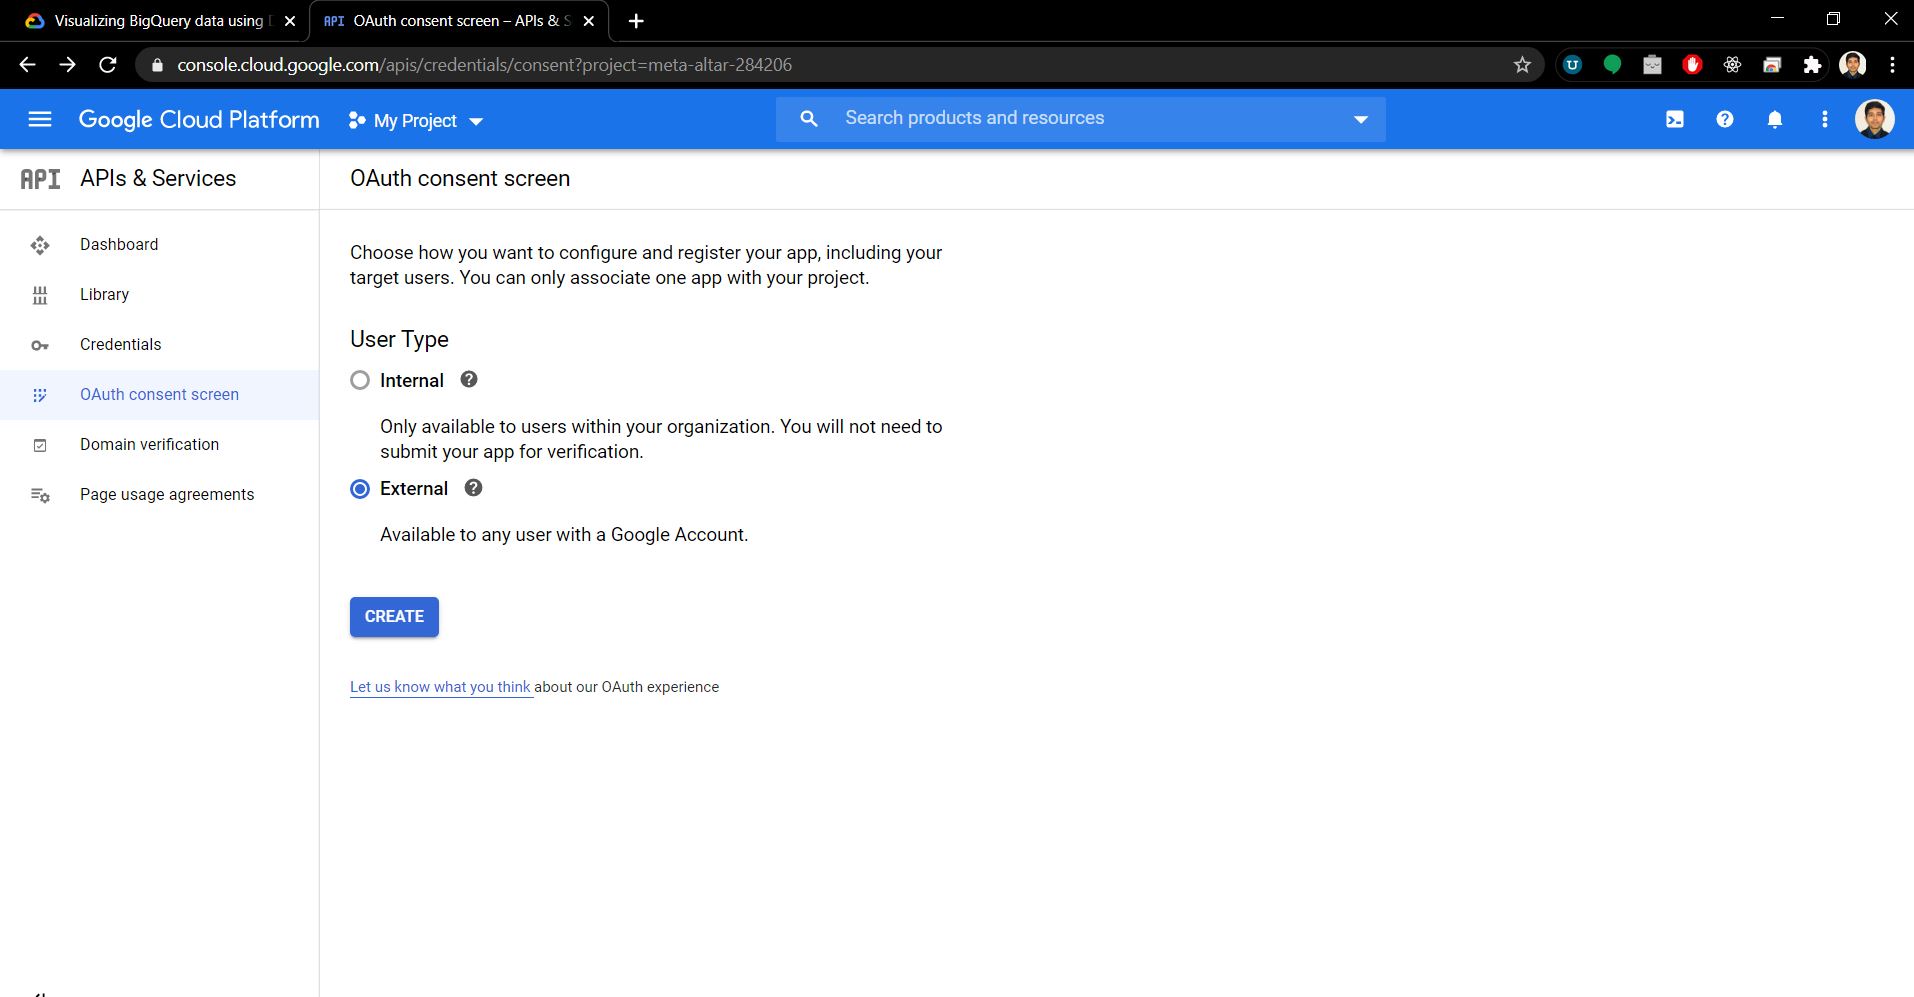 Visualizing BigQuery data using
API OAuth consent screen – APIs & S
console.cloud.google.com/apis/credentials/consent?project=meta-altar-284206
Google Cloud Platform
My Project
Search products and resources
API APIs & Services
OAuth consent screen
Dashboard
Library
Credentials
OAuth consent screen
Domain verification
Page usage agreements
Choose how you want to configure and register your app, including your
target users. You can only associate one app with your project.
User Type
Internal
Only available to users within your organization. You will not need to
submit your app for verification.
External
Available to any user with a Google Account.
CREATE
Let us know what you think about our OAuth experience